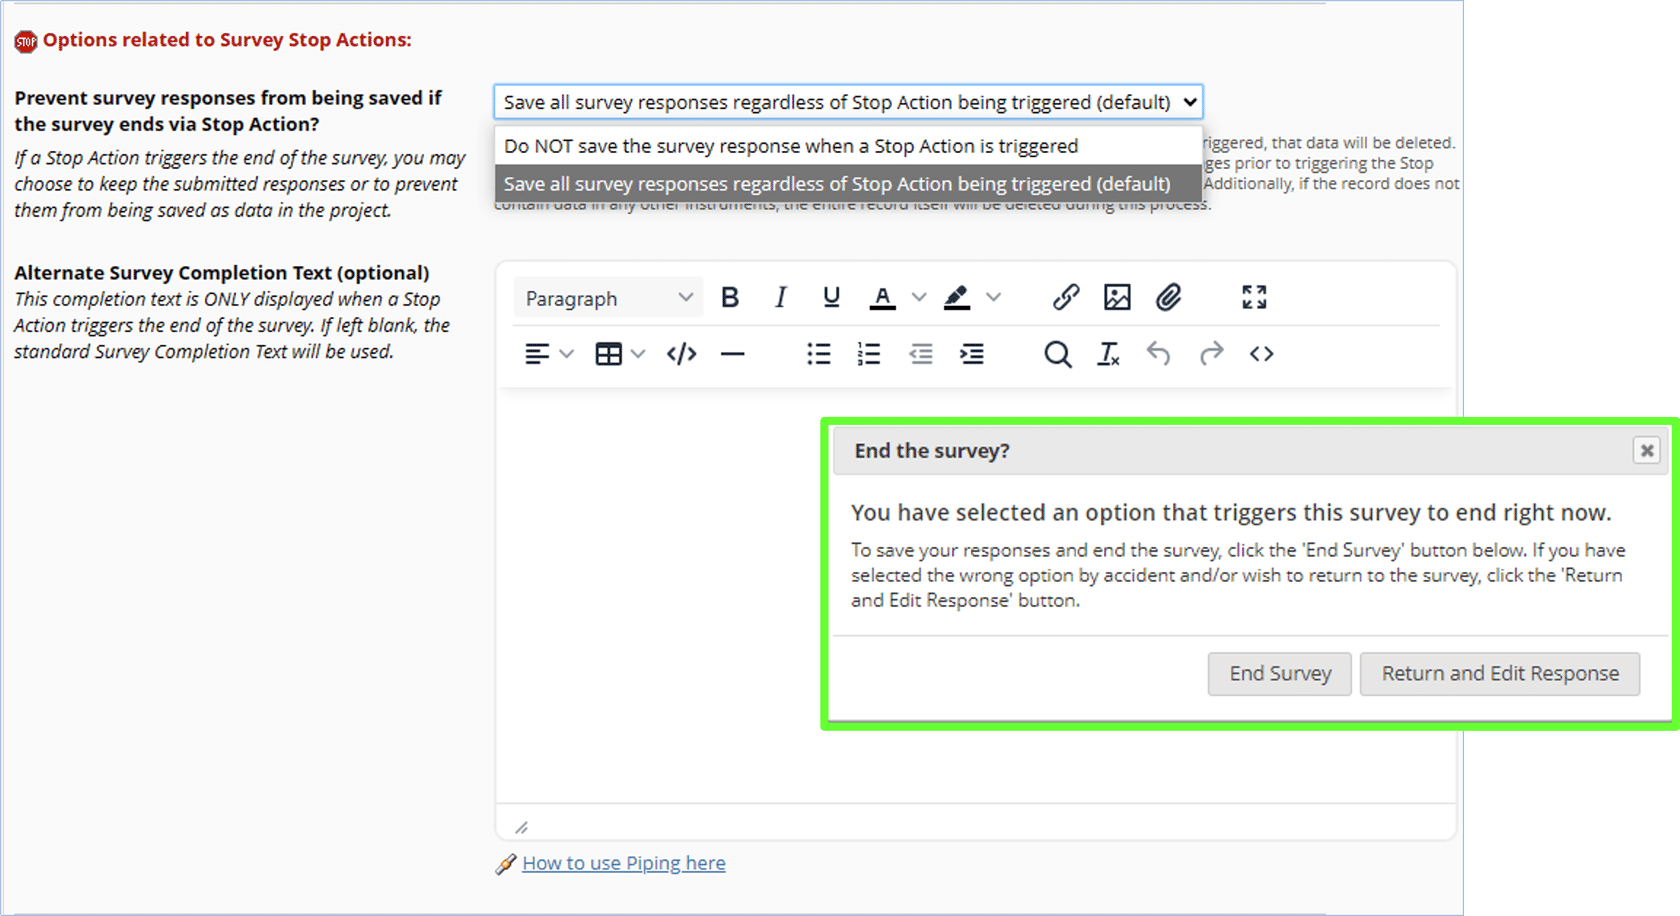 STOP Options related to Survey Stop Actions:
Prevent survey responses from being saved if
the survey ends via Stop Action?
If a Stop Action triggers the end of the survey, you may
choose to keep the submitted responses or to prevent
them from being saved as data in the project.
Save all survey responses regardless of Stop Action being triggered (default)
Do NOT save the survey response when a Stop Action is triggered
Save all survey responses regardless of Stop Action being triggered (default)
riggered, that data will be deleted.
ges prior to triggering the Stop
Additionally, if the record does not
contain data in any other instruments, the entire record itself will be deleted during this process.
Alternate Survey Completion Text (optional)
This completion text is ONLY displayed when a Stop
Action triggers the end of the survey. If left blank, the
standard Survey Completion Text will be used.
Paragraph B I U A
End the survey?
You have selected an option that triggers this survey to end right now.
To save your responses and end the survey, click the 'End Survey' button below. If you have
selected the wrong option by accident and/or wish to return to the survey, click the 'Return
and Edit Response' button.
End Survey Return and Edit Response
How to use Piping here